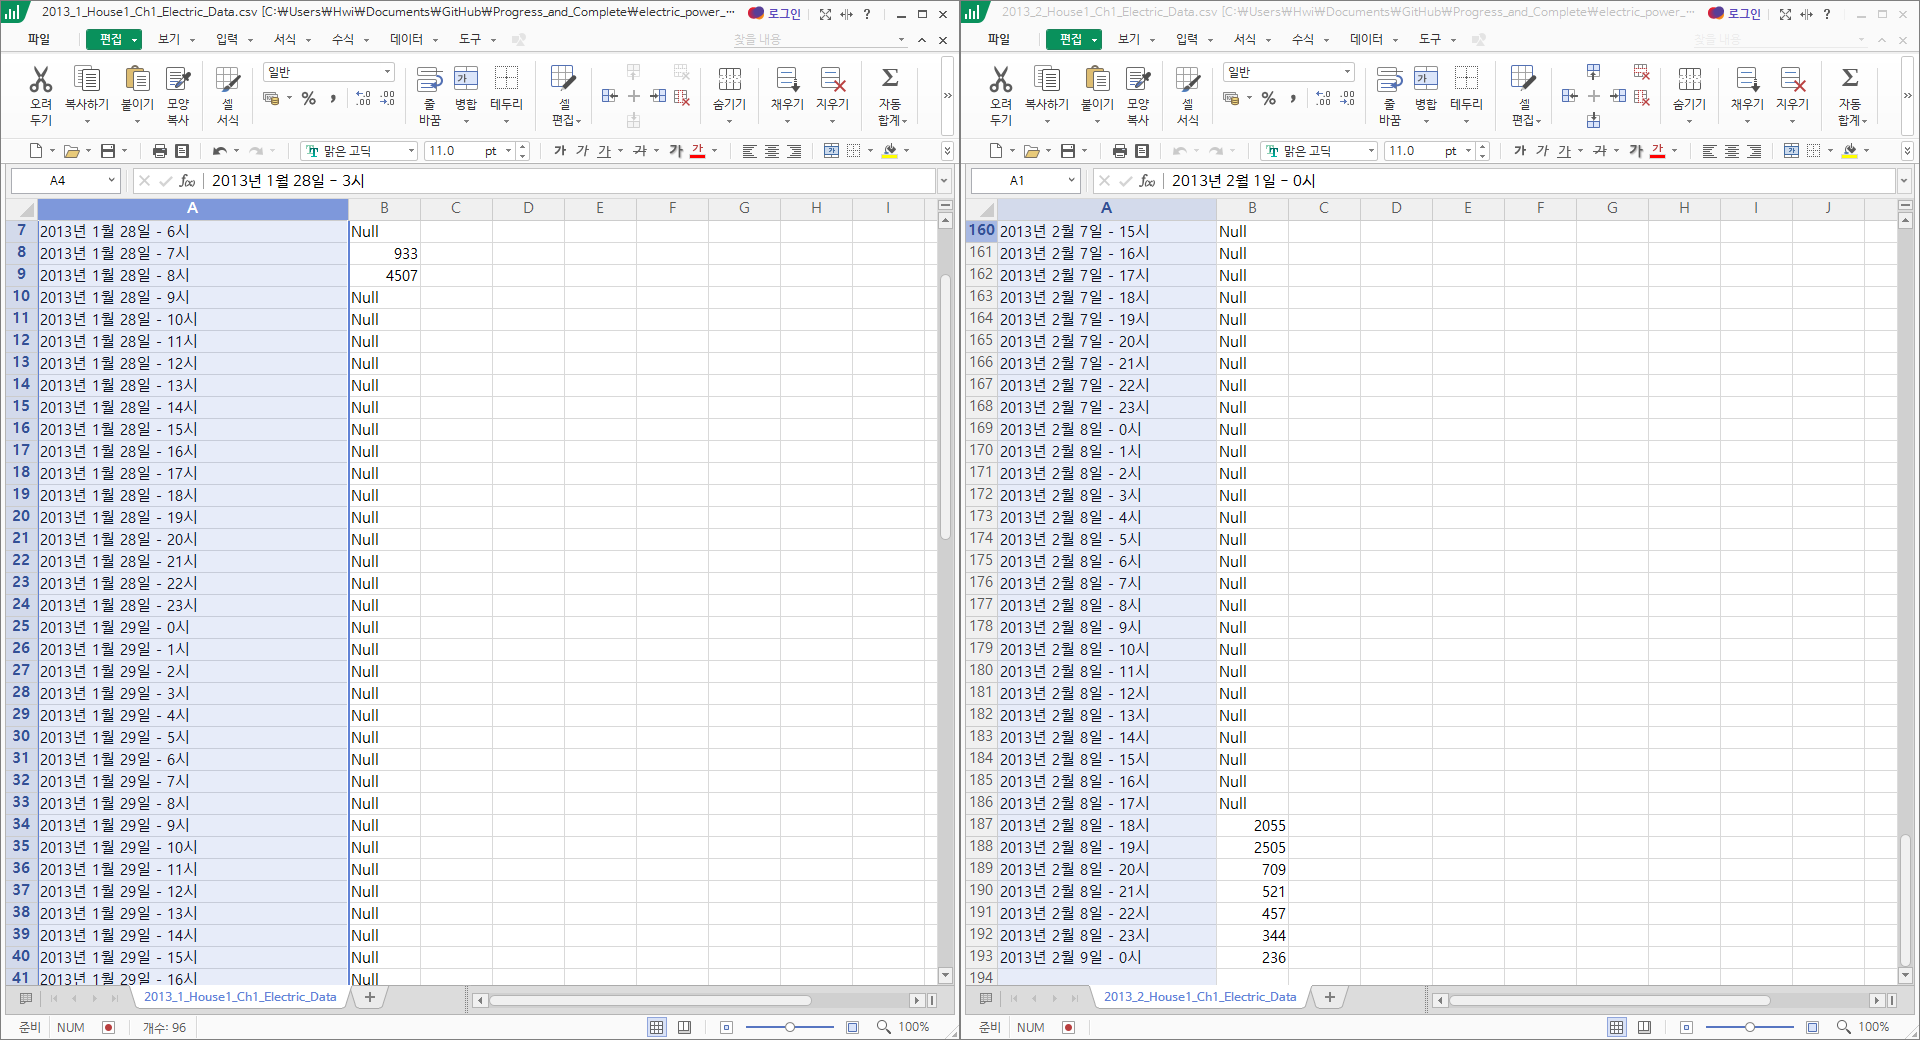 2013_1_House1_Ch1_Electric_Data.csv [C:₩Users₩Hwi₩Documents₩GitHub₩Progress_and_Complete₩electric_power_··· 로그인 ?
파일 편집 보기 입력 서식 수식 데이터 도구 찾을 내용
오려 두기 복사하기 붙이기 모양 복사 셀 서식 일반 % , 줄 바꿈 병합 테두리 셀 편집 숨기기 채우기 지우기 자동 합계
맑은 고딕 11.0 pt 가 가 가 가 가 가
A4 2013년 1월 28일 - 3시
A B C D E F G H I
7 2013년 1월 28일 - 6시 Null
8 2013년 1월 28일 - 7시 933
9 2013년 1월 28일 - 8시 4507
10 2013년 1월 28일 - 9시 Null
11 2013년 1월 28일 - 10시 Null
12 2013년 1월 28일 - 11시 Null
13 2013년 1월 28일 - 12시 Null
14 2013년 1월 28일 - 13시 Null
15 2013년 1월 28일 - 14시 Null
16 2013년 1월 28일 - 15시 Null
17 2013년 1월 28일 - 16시 Null
18 2013년 1월 28일 - 17시 Null
19 2013년 1월 28일 - 18시 Null
20 2013년 1월 28일 - 19시 Null
21 2013년 1월 28일 - 20시 Null
22 2013년 1월 28일 - 21시 Null
23 2013년 1월 28일 - 22시 Null
24 2013년 1월 28일 - 23시 Null
25 2013년 1월 29일 - 0시 Null
26 2013년 1월 29일 - 1시 Null
27 2013년 1월 29일 - 2시 Null
28 2013년 1월 29일 - 3시 Null
29 2013년 1월 29일 - 4시 Null
30 2013년 1월 29일 - 5시 Null
31 2013년 1월 29일 - 6시 Null
32 2013년 1월 29일 - 7시 Null
33 2013년 1월 29일 - 8시 Null
34 2013년 1월 29일 - 9시 Null
35 2013년 1월 29일 - 10시 Null
36 2013년 1월 29일 - 11시 Null
37 2013년 1월 29일 - 12시 Null
38 2013년 1월 29일 - 13시 Null
39 2013년 1월 29일 - 14시 Null
40 2013년 1월 29일 - 15시 Null
41 2013년 1월 29일 - 16시 Null
2013_1_House1_Ch1_Electric_Data
준비 NUM 개수: 96 100%
2013_2_House1_Ch1_Electric_Data.csv [C:₩Users₩Hwi₩Documents₩GitHub₩Progress_and_Complete₩electric_power_··· 로그인 ?
파일 편집 보기 입력 서식 수식 데이터 도구 찾을 내용
오려 두기 복사하기 붙이기 모양 복사 셀 서식 일반 % , 줄 바꿈 병합 테두리 셀 편집 숨기기 채우기 지우기 자동 합계
맑은 고딕 11.0 pt 가 가 가 가 가 가
A1 2013년 2월 1일 - 0시
A B C D E F G H I J
160 2013년 2월 7일 - 15시 Null
161 2013년 2월 7일 - 16시 Null
162 2013년 2월 7일 - 17시 Null
163 2013년 2월 7일 - 18시 Null
164 2013년 2월 7일 - 19시 Null
165 2013년 2월 7일 - 20시 Null
166 2013년 2월 7일 - 21시 Null
167 2013년 2월 7일 - 22시 Null
168 2013년 2월 7일 - 23시 Null
169 2013년 2월 8일 - 0시 Null
170 2013년 2월 8일 - 1시 Null
171 2013년 2월 8일 - 2시 Null
172 2013년 2월 8일 - 3시 Null
173 2013년 2월 8일 - 4시 Null
174 2013년 2월 8일 - 5시 Null
175 2013년 2월 8일 - 6시 Null
176 2013년 2월 8일 - 7시 Null
177 2013년 2월 8일 - 8시 Null
178 2013년 2월 8일 - 9시 Null
179 2013년 2월 8일 - 10시 Null
180 2013년 2월 8일 - 11시 Null
181 2013년 2월 8일 - 12시 Null
182 2013년 2월 8일 - 13시 Null
183 2013년 2월 8일 - 14시 Null
184 2013년 2월 8일 - 15시 Null
185 2013년 2월 8일 - 16시 Null
186 2013년 2월 8일 - 17시 Null
187 2013년 2월 8일 - 18시 2055
188 2013년 2월 8일 - 19시 2505
189 2013년 2월 8일 - 20시 709
190 2013년 2월 8일 - 21시 521
191 2013년 2월 8일 - 22시 457
192 2013년 2월 8일 - 23시 344
193 2013년 2월 9일 - 0시 236
194
2013_2_House1_Ch1_Electric_Data
준비 NUM 100%